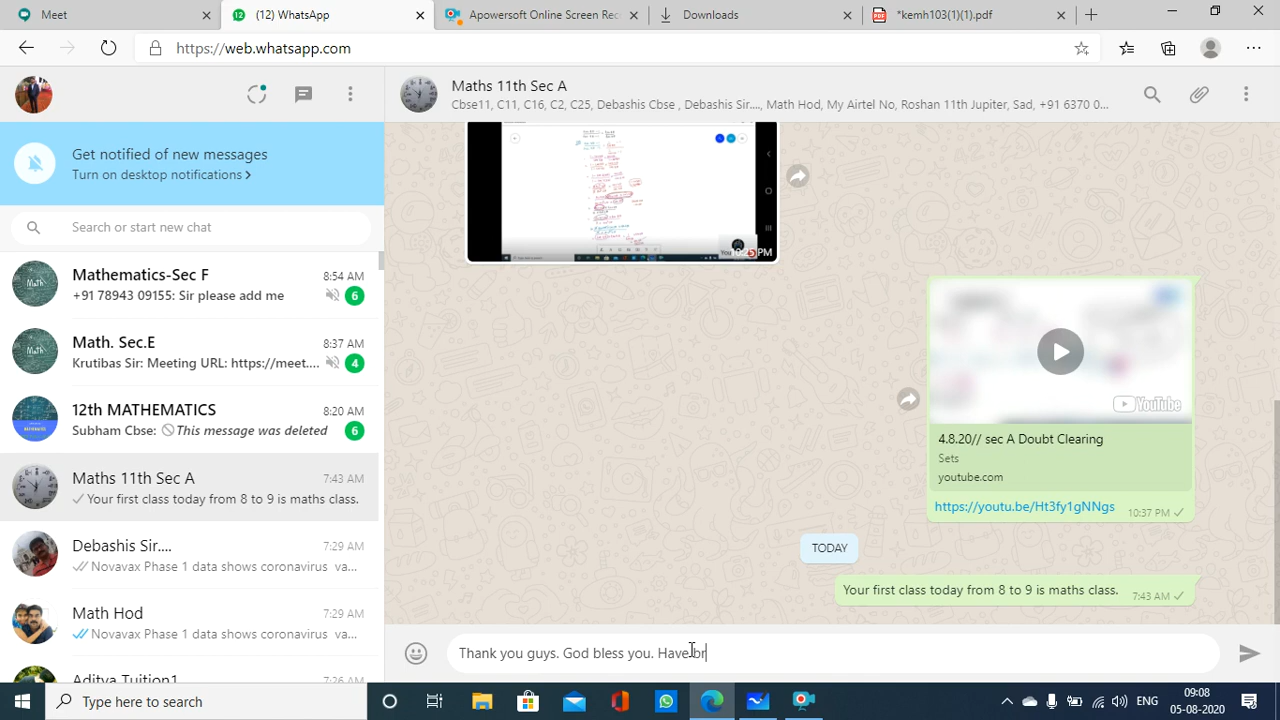 Meet
12
(12) WhatsApp
Apowersoft Online Screen Rec
Downloads
PDF
*kemh103(1)(1).pdf
https://web.whatsapp.com
Get notified of new messages
Turn on desktop notifications >
Search or start new chat
Mathematics-Sec F
8:54 AM
+91 78943 09155: Sir please add me
6
Math. Sec.E
8:37 AM
Krutibas Sir: Meeting URL: https://meet....
4
12th MATHEMATICS
8:20 AM
Subham Cbse: This message was deleted
6
Maths 11th Sec A
7:43 AM
Your first class today from 8 to 9 is maths class.
Debashis Sir....
7:29 AM
Novavax Phase 1 data shows coronavirus va...
Math Hod
7:29 AM
Novavax Phase 1 data shows coronavirus va...
Aditya Tuition1
7:26 AM
Maths 11th Sec A
Cbse11, C11, C16, C2, C25, Debashis Cbse , Debashis Sir...., Math Hod, My Airtel No, Roshan 11th Jupiter, Sad, +91 6370 0...
10:25 PM
YouTube
4.8.20// sec A Doubt Clearing
Sets
youtube.com
https://youtu.be/Ht3fy1gNNgs
10:37 PM
TODAY
Your first class today from 8 to 9 is maths class.
7:43 AM
Thank you guys. God bless you. Have br
Type here to search
ENG
09:08
05-08-2020